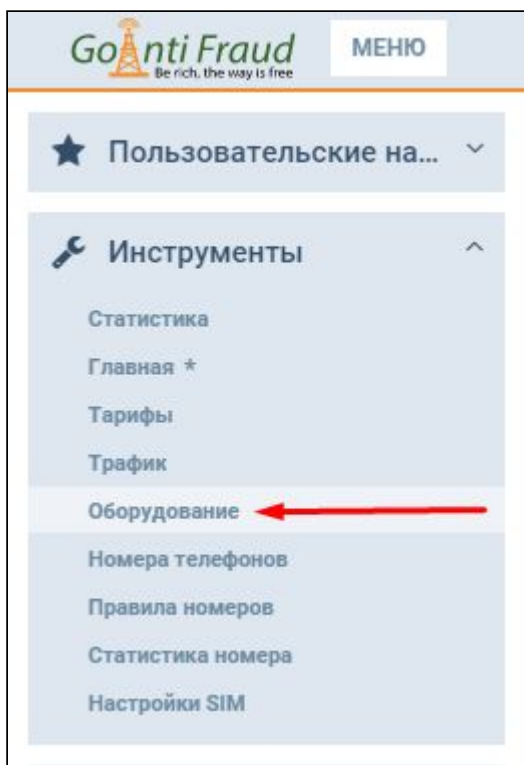 GoAnti Fraud
Be rich, the way is free
МЕНЮ
Пользовательские на...
Инструменты
Статистика
Главная *
Тарифы
Трафик
Оборудование
Номера телефонов
Правила номеров
Статистика номера
Настройки SIM